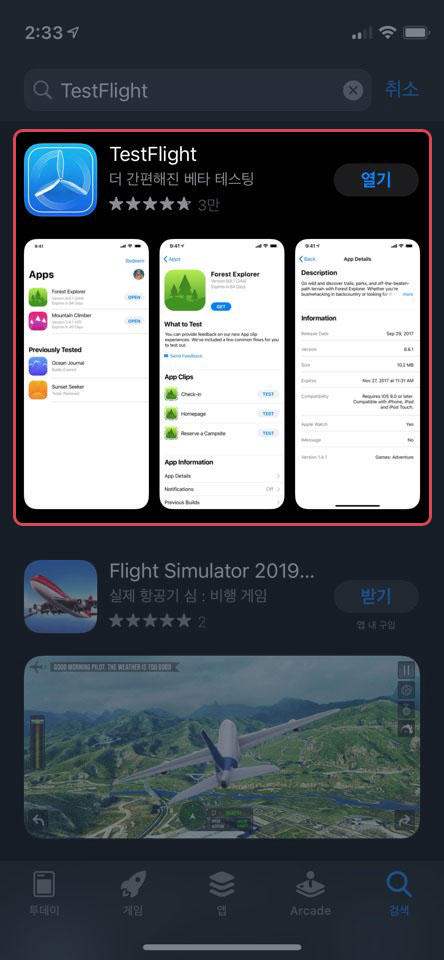 2:33
TestFlight
취소
TestFlight
더 간편해진 베타 테스팅
3만
열기
9:41
Redeem
Apps
Forest Explorer
OPEN
Mountain Climber
OPEN
Previously Tested
Ocean Journal
Sunset Seeker
9:41
Apps
Forest Explorer
Expires in 84 Days
GET
What to Test
You can provide feedback on our new App clip
experiences. We've included a few common flows for you
to test out.
Send Feedback
App Clips
Check-in
TEST
Homepage
TEST
Reserve a Campsite
TEST
App Information
App Details
Notifications
Off
Previous Builds
9:41
Back
App Details
Description
Go wild and discover trails, parks, and off-the-beaten-
path terrain with Forest Explorer. Whether you're
bushwhacking in backcountry or looking for
more
Information
Release Date
Sep 29, 2017
Version
6.6.1
Size
10.2 MB
Expires
Nov 27, 2017 at 11:31 AM
Compatibility
Requires iOS 8.0 or later.
Compatible with iPhone, iPad
and iPod Touch.
Apple Watch
Yes
iMessage
No
Version 1.4.1
Games: Adventure
Flight Simulator 2019...
실제 항공기 심 : 비행 게임
2
받기
앱 내 구입
GOOD MORNING PILOT. THE WEATHER IS TOO GOOD
투데이
게임
앱
Arcade
검색